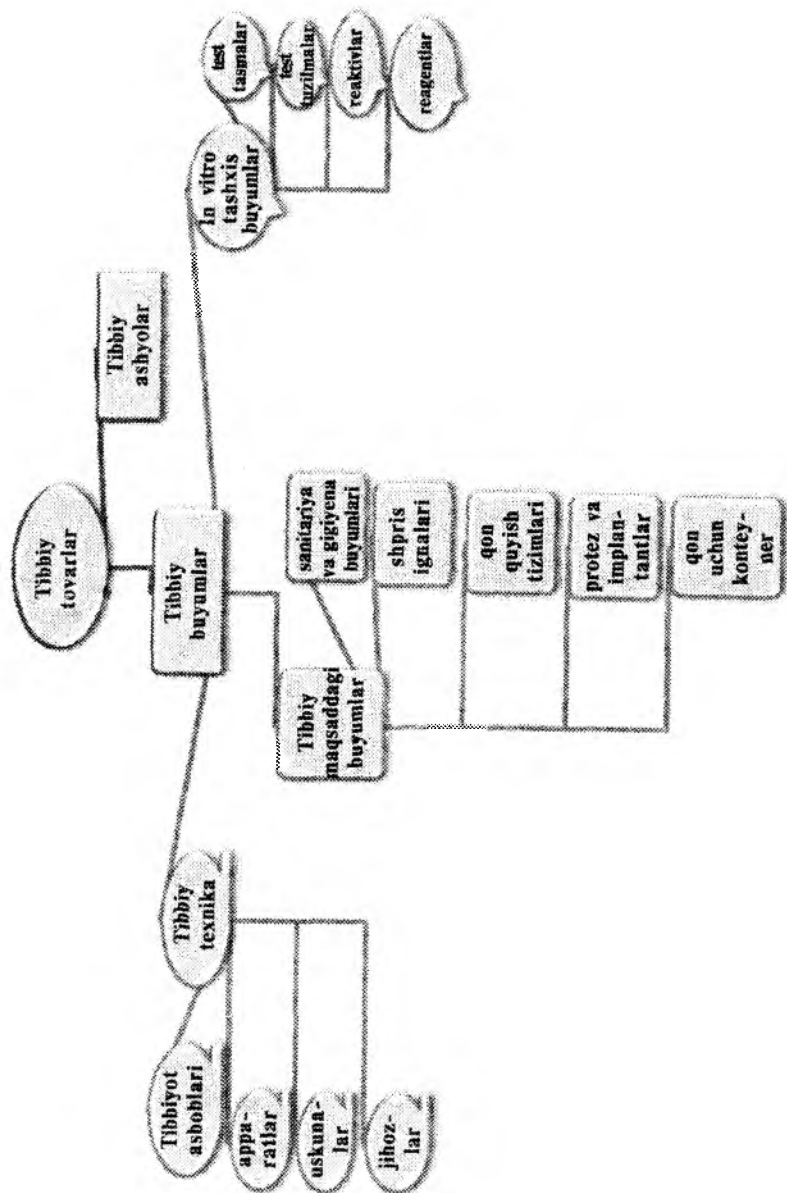 Tibbiy
tovarlar
Tibbiy
ashyolar
Tibbiy
buyumlar
Tibbiy
texnika
Tibbiyot
asboblari
appa-
ratlar
uskuna-
lar
jihoz-
lar
Tibbiy
maqsaddagi
buyumlar
sanitariya
va gigiyena
buyumlari
shpris
ignalari
qon
quyish
tizimlari
protez va
implan-
tantlar
qon
uchun
kontey-
ner
In vitro
tashxis
buyumlar
test
tasmalar
test
tuzilmalar
reaktivlar
reagentlar